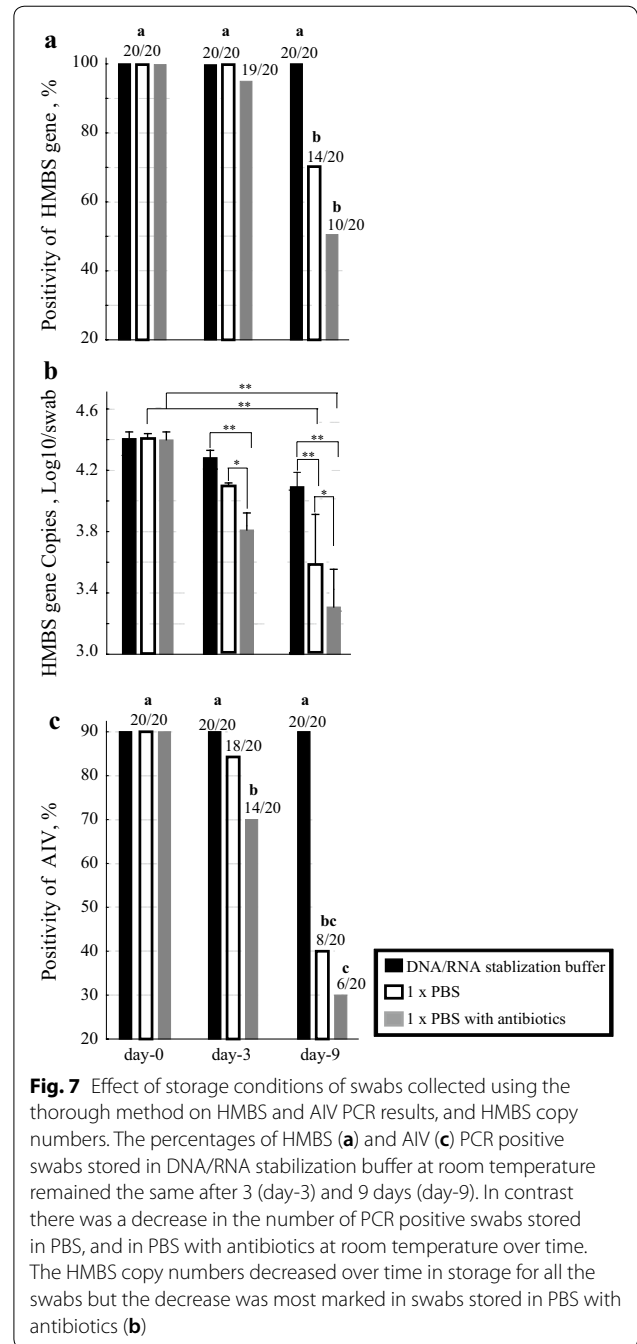 a
a
20/20
a
20/20
19/20
a
20/20
b
14/20
b
10/20
100
80
60
40
20
Positivity of HMBS gene , %
b
**
**
**
*
**
**
*
4.6
4.2
3.8
3.4
3.0
HMBS gene Copies , Log10/swab
c
a
20/20
a
20/20
18/20
b
14/20
a
20/20
bc
8/20
c
6/20
90
80
70
60
50
40
30
20
Positivity of AIV, %
day-0 day-3 day-9
DNA/RNA stablization buffer
1 x PBS
1 x PBS with antibiotics
Fig. 7 Effect of storage conditions of swabs collected using the
thorough method on HMBS and AIV PCR results, and HMBS copy
numbers. The percentages of HMBS (a) and AIV (c) PCR positive
swabs stored in DNA/RNA stabilization buffer at room temperature
remained the same after 3 (day-3) and 9 days (day-9). In contrast
there was a decrease in the number of PCR positive swabs stored
in PBS, and in PBS with antibiotics at room temperature over time.
The HMBS copy numbers decreased over time in storage for all the
swabs but the decrease was most marked in swabs stored in PBS with
antibiotics (b)